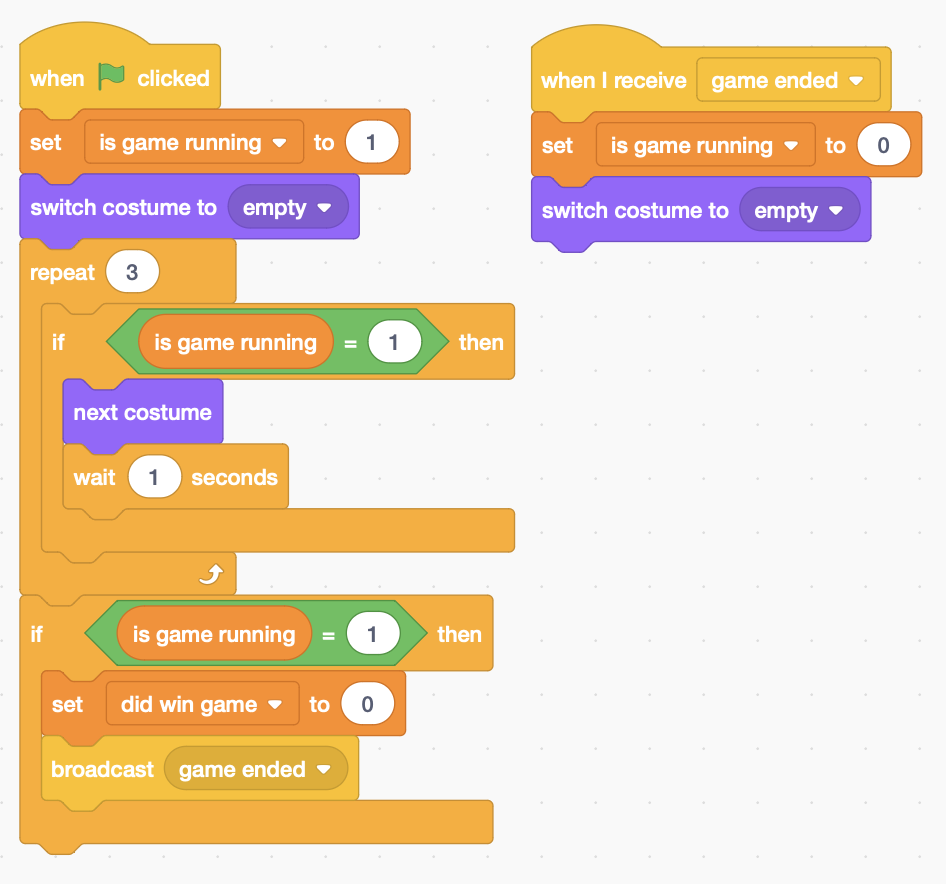 when clicked
set is game running to 1
switch costume to empty
repeat 3
if is game running = 1 then
next costume
wait 1 seconds
if is game running = 1 then
set did win game to 0
broadcast game ended
when I receive game ended
set is game running to 0
switch costume to empty